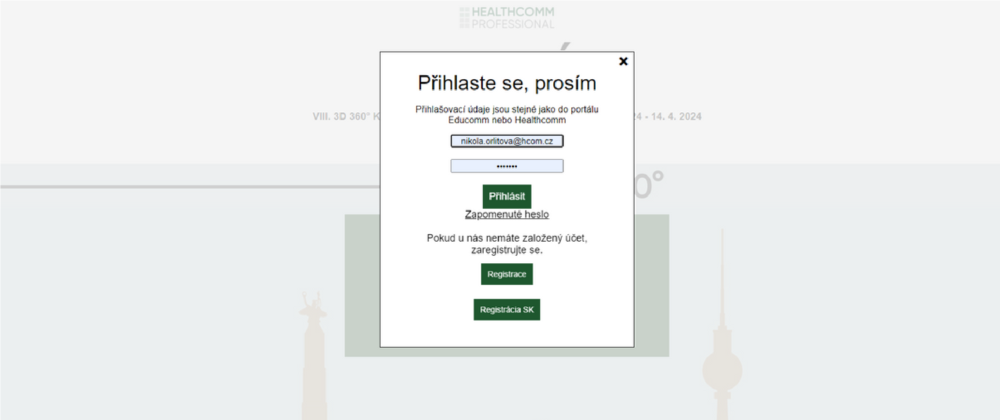 HEALTHCOMM
PROFESSIONAL
Přihlaste se, prosím
Přihlašovací údaje jsou stejné jako do portálu
Educomm nebo Healthcomm
VIII. 3D 360° K
24 - 14. 4. 2024
nikola.orlitova@hcom.cz
•••••••
0°
Přihlásit
Zapomenuté heslo
Pokud u nás nemáte založený účet,
zaregistrujte se.
Registrace
Registrácia SK